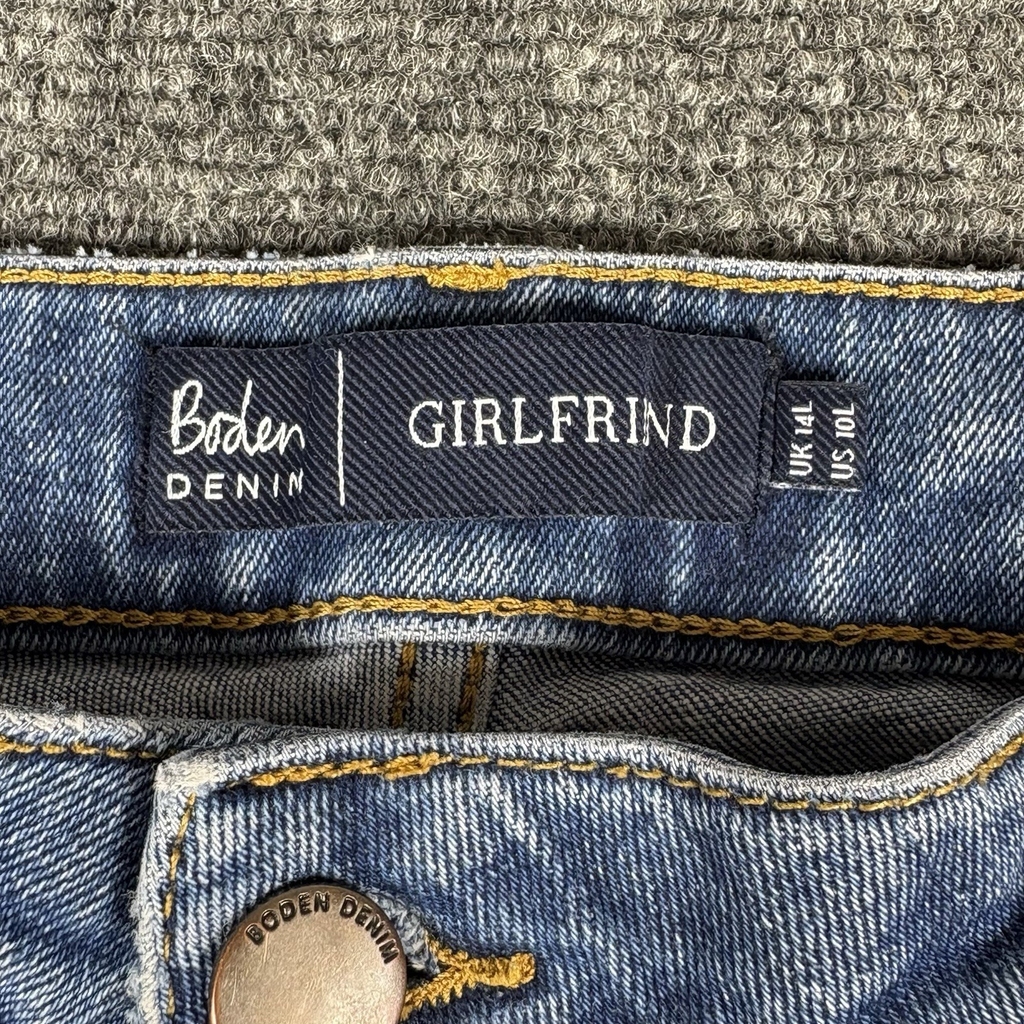 Boden
DENIM
GIRLFRIND
UK 14L
US 10L
BODEN DENIM